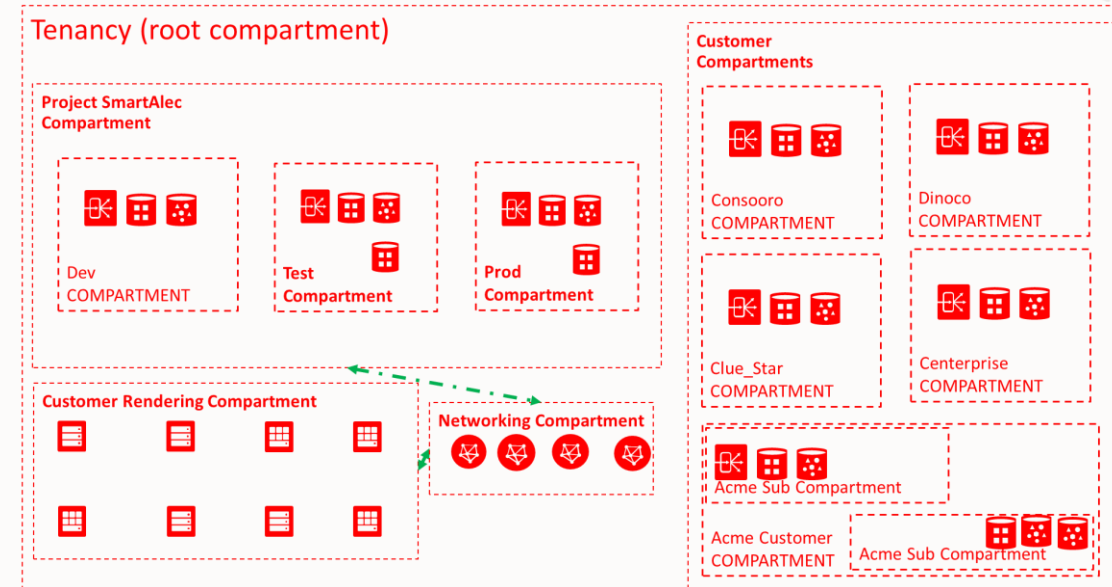 Tenancy (root compartment)
Project SmartAlec
Compartment
Dev
COMPARTMENT
Test
Compartment
Prod
Compartment
Customer Rendering Compartment
Networking Compartment
Customer
Compartments
Consooro
COMPARTMENT
Dinoco
COMPARTMENT
Clue_Star
COMPARTMENT
Centerprise
COMPARTMENT
Acme Sub Compartment
Acme Customer
COMPARTMENT
Acme Sub Compartment